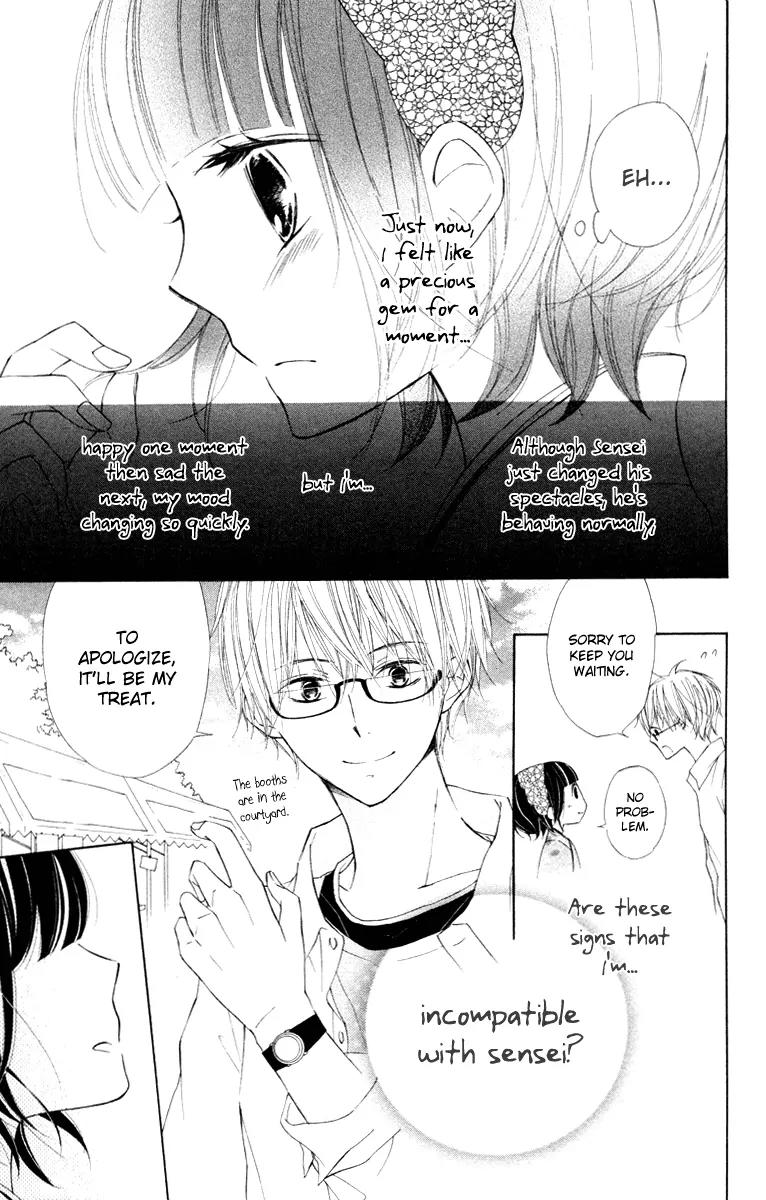 EH...
Just now,
I felt like
a precious
gem for a
moment...
Although Sensei
just changed his
spectacles, he's
behaving normally,
but i'm...
happy one moment
then sad the
next, my mood
changing so quickly.
SORRY TO
KEEP YOU
WAITING.
NO
PROB-
LEM.
Are these
signs that
i'm...
TO
APOLOGIZE,
IT'LL BE MY
TREAT.
The booths
are in the
courtyard.
incompatible
with sensei?